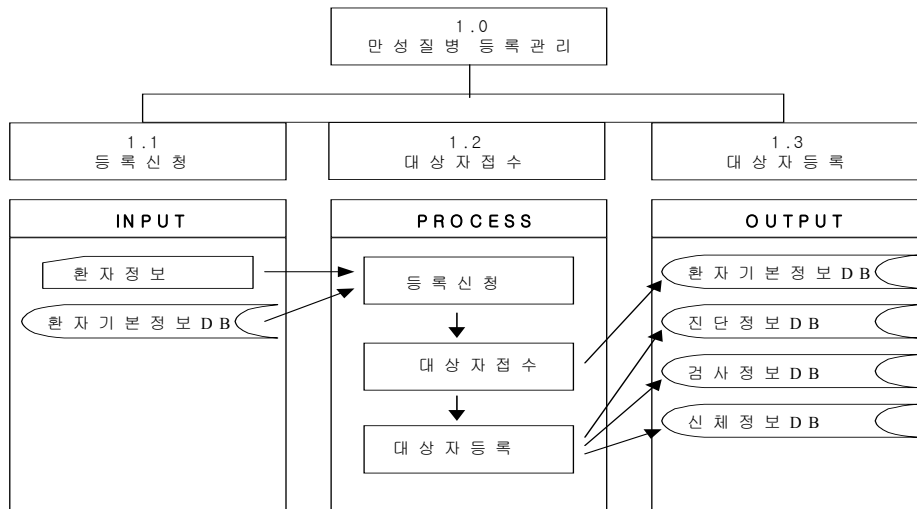 1.0
만성질병 등록관리
1.1
등록신청
1.2
대상자접수
1.3
대상자등록
INPUT
PROCESS
OUTPUT
환자정보
환자기본정보DB
등록신청
대상자접수
대상자등록
환자기본정보DB
진단정보DB
검사정보DB
신체정보DB